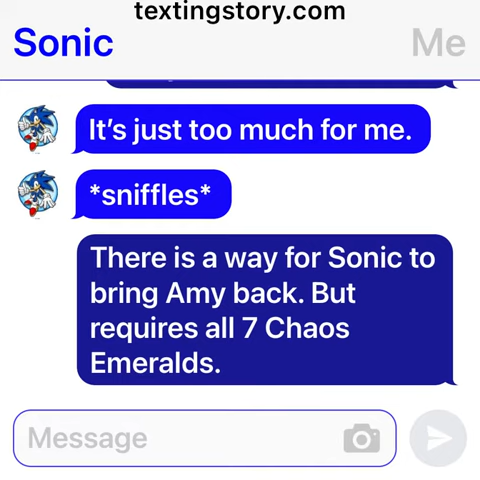 textingstory.com
Sonic
Me
It’s just too much for me.
*sniffles*
There is a way for Sonic to
bring Amy back. But
requires all 7 Chaos
Emeralds.
Message